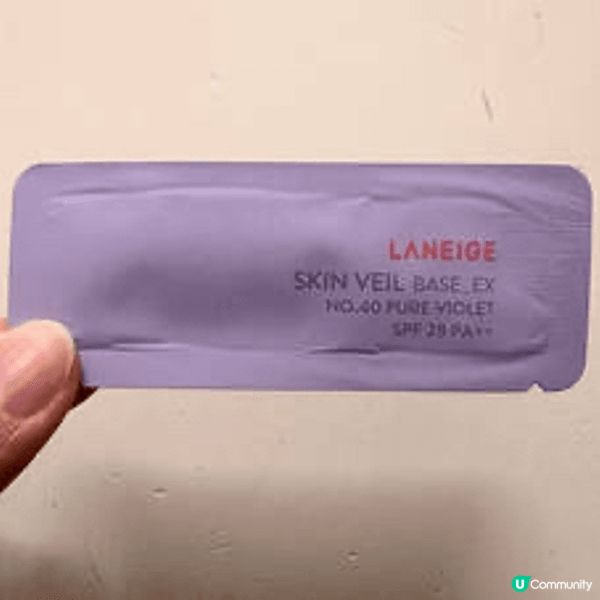 LANEIGE
SKIN VEIL BASE_EX
NO.40 PURE VIOLET
SPF 28 PA++
U Community